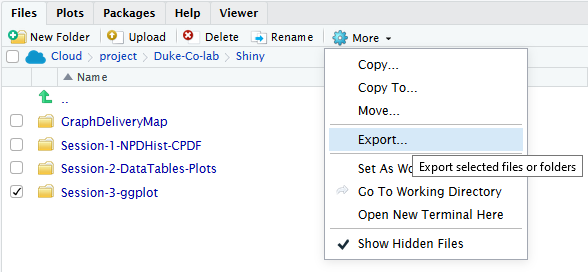 Files Plots Packages Help Viewer
New Folder Upload Delete Rename More
Cloud project Duke-Co-lab Shiny
Name
Copy...
Copy To...
Move...
Export...
Export selected files or folders
Set As Wo
Go To Working Directory
Open New Terminal Here
Show Hidden Files
..
GraphDeliveryMap
Session-1-NPDHist-CPDF
Session-2-DataTables-Plots
Session-3-ggplot